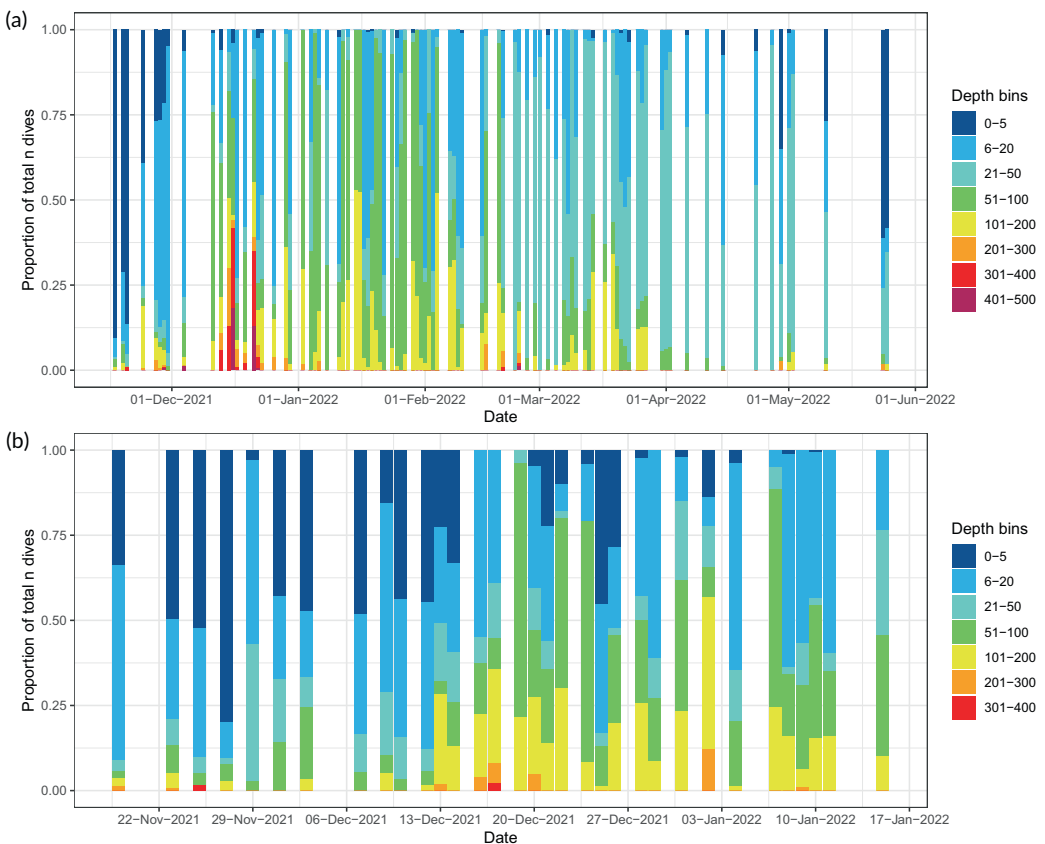 (a)
Proportion of total n dives
1.00
0.75
0.50
0.25
0.00
01−Dec−2021 01−Jan−2022 01−Feb−2022 01−Mar−2022 01−Apr−2022 01−May−2022 01−Jun−2022
Date
Depth bins
0−5
6−20
21−50
51−100
101−200
201−300
301−400
401−500
(b)
Proportion of total n dives
1.00
0.75
0.50
0.25
0.00
22−Nov−2021 29−Nov−2021 06−Dec−2021 13−Dec−2021 20−Dec−2021 27−Dec−2021 03−Jan−2022 10−Jan−2022 17−Jan−2022
Date
Depth bins
0−5
6−20
21−50
51−100
101−200
201−300
301−400